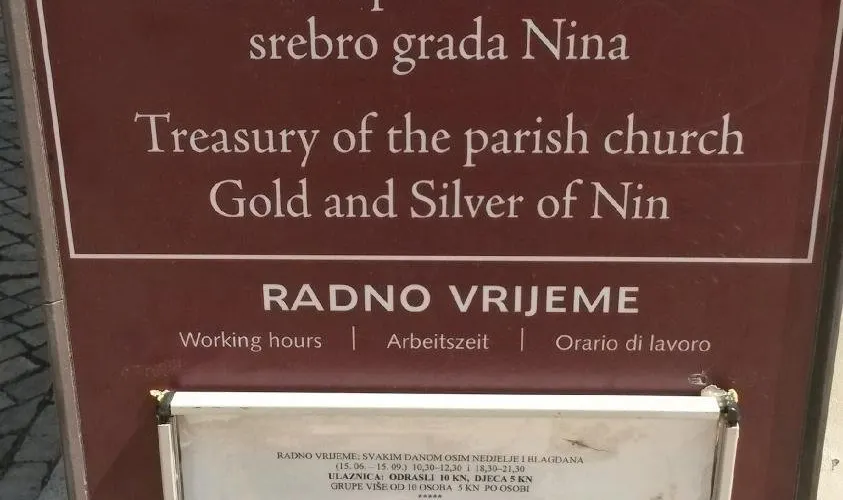 srebro grada Nina
Treasury of the parish church
Gold and Silver of Nin
RADNO VRIJEME
Working hours | Arbeitszeit | Orario di lavoro
RADNO VRIJEME: SVAKIM DANOM OSIM NEDJELJE I BLAGDANA
(15. 06. – 15. 09.) 10,30–12,30 i 18,30–21,30
ULAZNICA: ODRASLI 10 KN, DJECA 5 KN
GRUPE VIŠE OD 10 OSOBA 5 KN PO OSOBI
*****